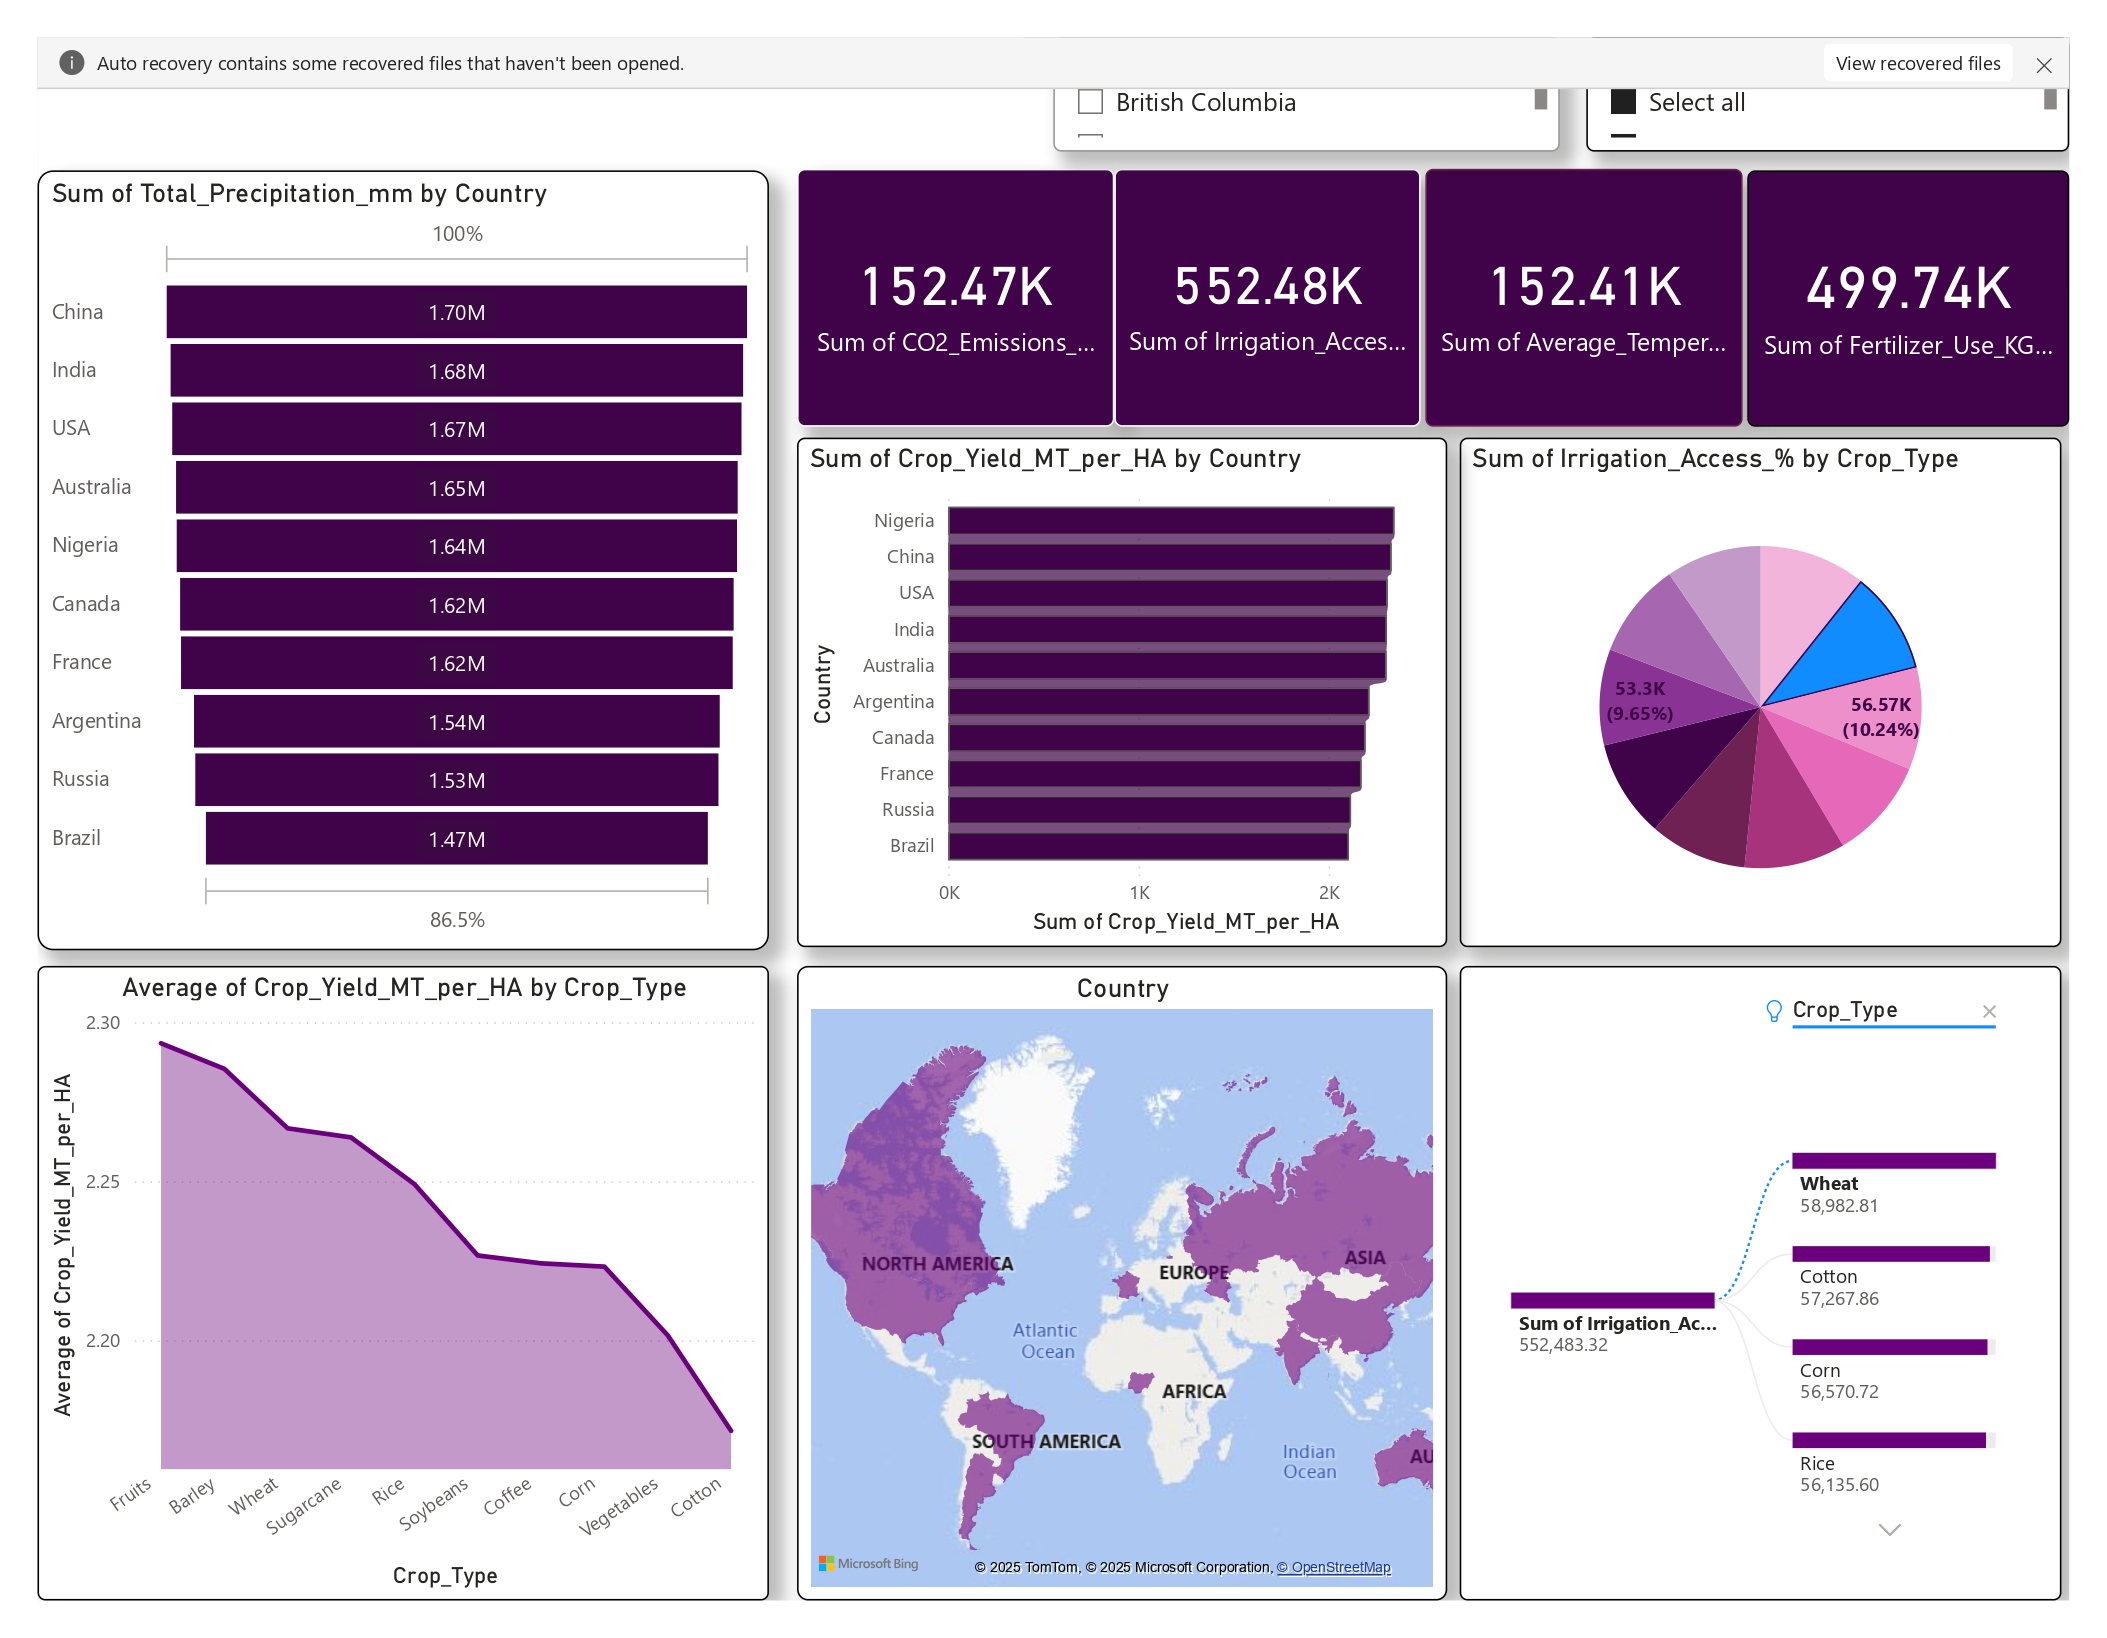 Auto recovery contains some recovered files that haven't been opened.
View recovered files
British Columbia
Select all
Sum of Total_Precipitation_mm by Country
100%
China
1.70M
India
1.68M
USA
1.67M
Australia
1.65M
Nigeria
1.64M
Canada
1.62M
France
1.62M
Argentina
1.54M
Russia
1.53M
Brazil
1.47M
86.5%
152.47K
Sum of CO2_Emissions_...
552.48K
Sum of Irrigation_Acces...
152.41K
Sum of Average_Temper...
499.74K
Sum of Fertilizer_Use_KG...
Sum of Crop_Yield_MT_per_HA by Country
Country
Nigeria
China
USA
India
Australia
Argentina
Canada
France
Russia
Brazil
0K
1K
2K
Sum of Crop_Yield_MT_per_HA
Sum of Irrigation_Access_% by Crop_Type
53.3K
(9.65%)
56.57K
(10.24%)
Average of Crop_Yield_MT_per_HA by Crop_Type
Average of Crop_Yield_MT_per_HA
2.30
2.25
2.20
Fruits
Barley
Wheat
Sugarcane
Rice
Soybeans
Coffee
Corn
Vegetables
Cotton
Crop_Type
Country
NORTH AMERICA
EUROPE
ASIA
Atlantic
Ocean
AFRICA
SOUTH AMERICA
Indian
Ocean
AU
Microsoft Bing
© 2025 TomTom, © 2025 Microsoft Corporation, © OpenStreetMap
Crop_Type
Sum of Irrigation_Ac...
552,483.32
Wheat
58,982.81
Cotton
57,267.86
Corn
56,570.72
Rice
56,135.60